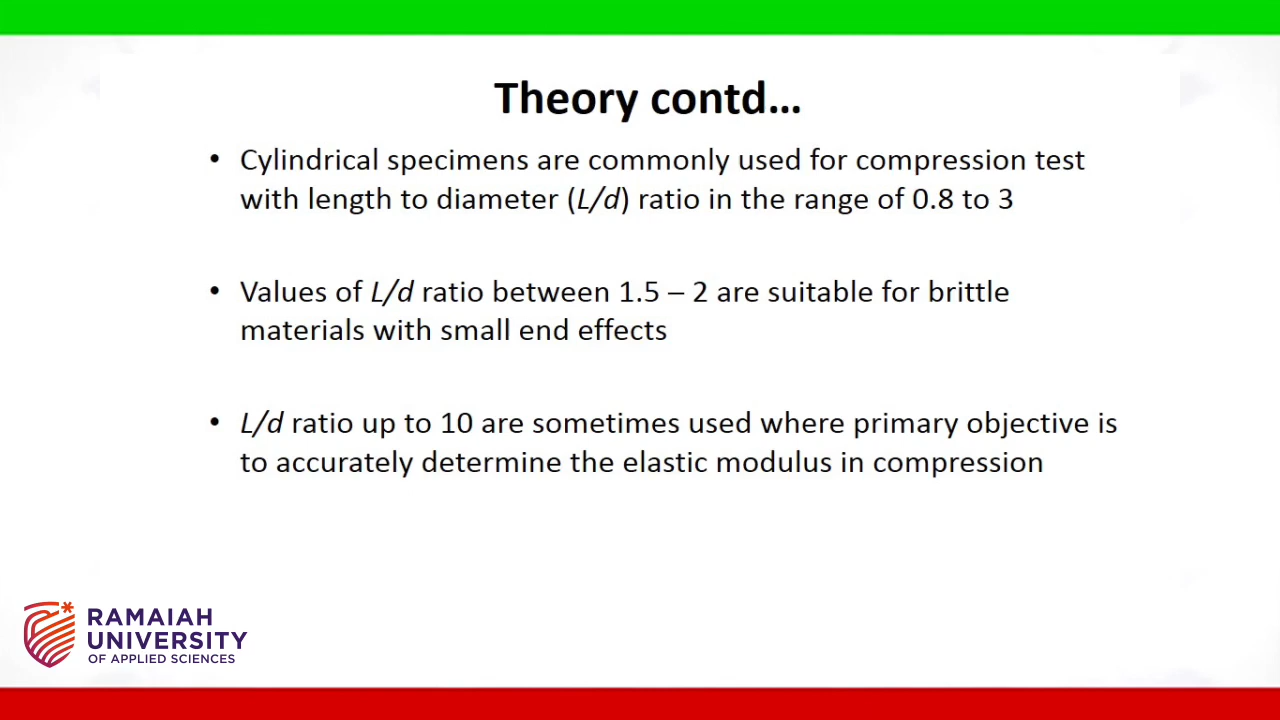 Theory contd...
• Cylindrical specimens are commonly used for compression test
with length to diameter (L/d) ratio in the range of 0.8 to 3
• Values of L/d ratio between 1.5 – 2 are suitable for brittle
materials with small end effects
• L/d ratio up to 10 are sometimes used where primary objective is
to accurately determine the elastic modulus in compression
RAMAIAH
UNIVERSITY
OF APPLIED SCIENCES